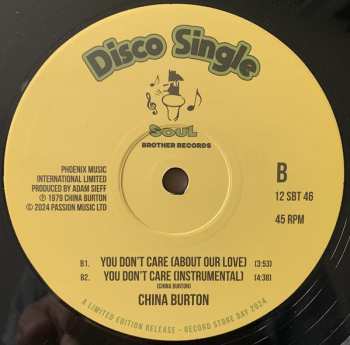 Disco Single
SOUL
BROTHER RECORDS
PHOENIX MUSIC
INTERNATIONAL LIMITED
PRODUCED BY ADAM SIEFF
℗ 1979 CHINA BURTON
© 2024 PASSION MUSIC LTD
B
12 SBT 46
45 RPM
B1. YOU DON'T CARE (ABOUT OUR LOVE) (3:53)
B2. YOU DON'T CARE (INSTRUMENTAL) (4:38)
(CHINA BURTON)
CHINA BURTON
A LIMITED EDITION RELEASE - RECORD STORE DAY 2024